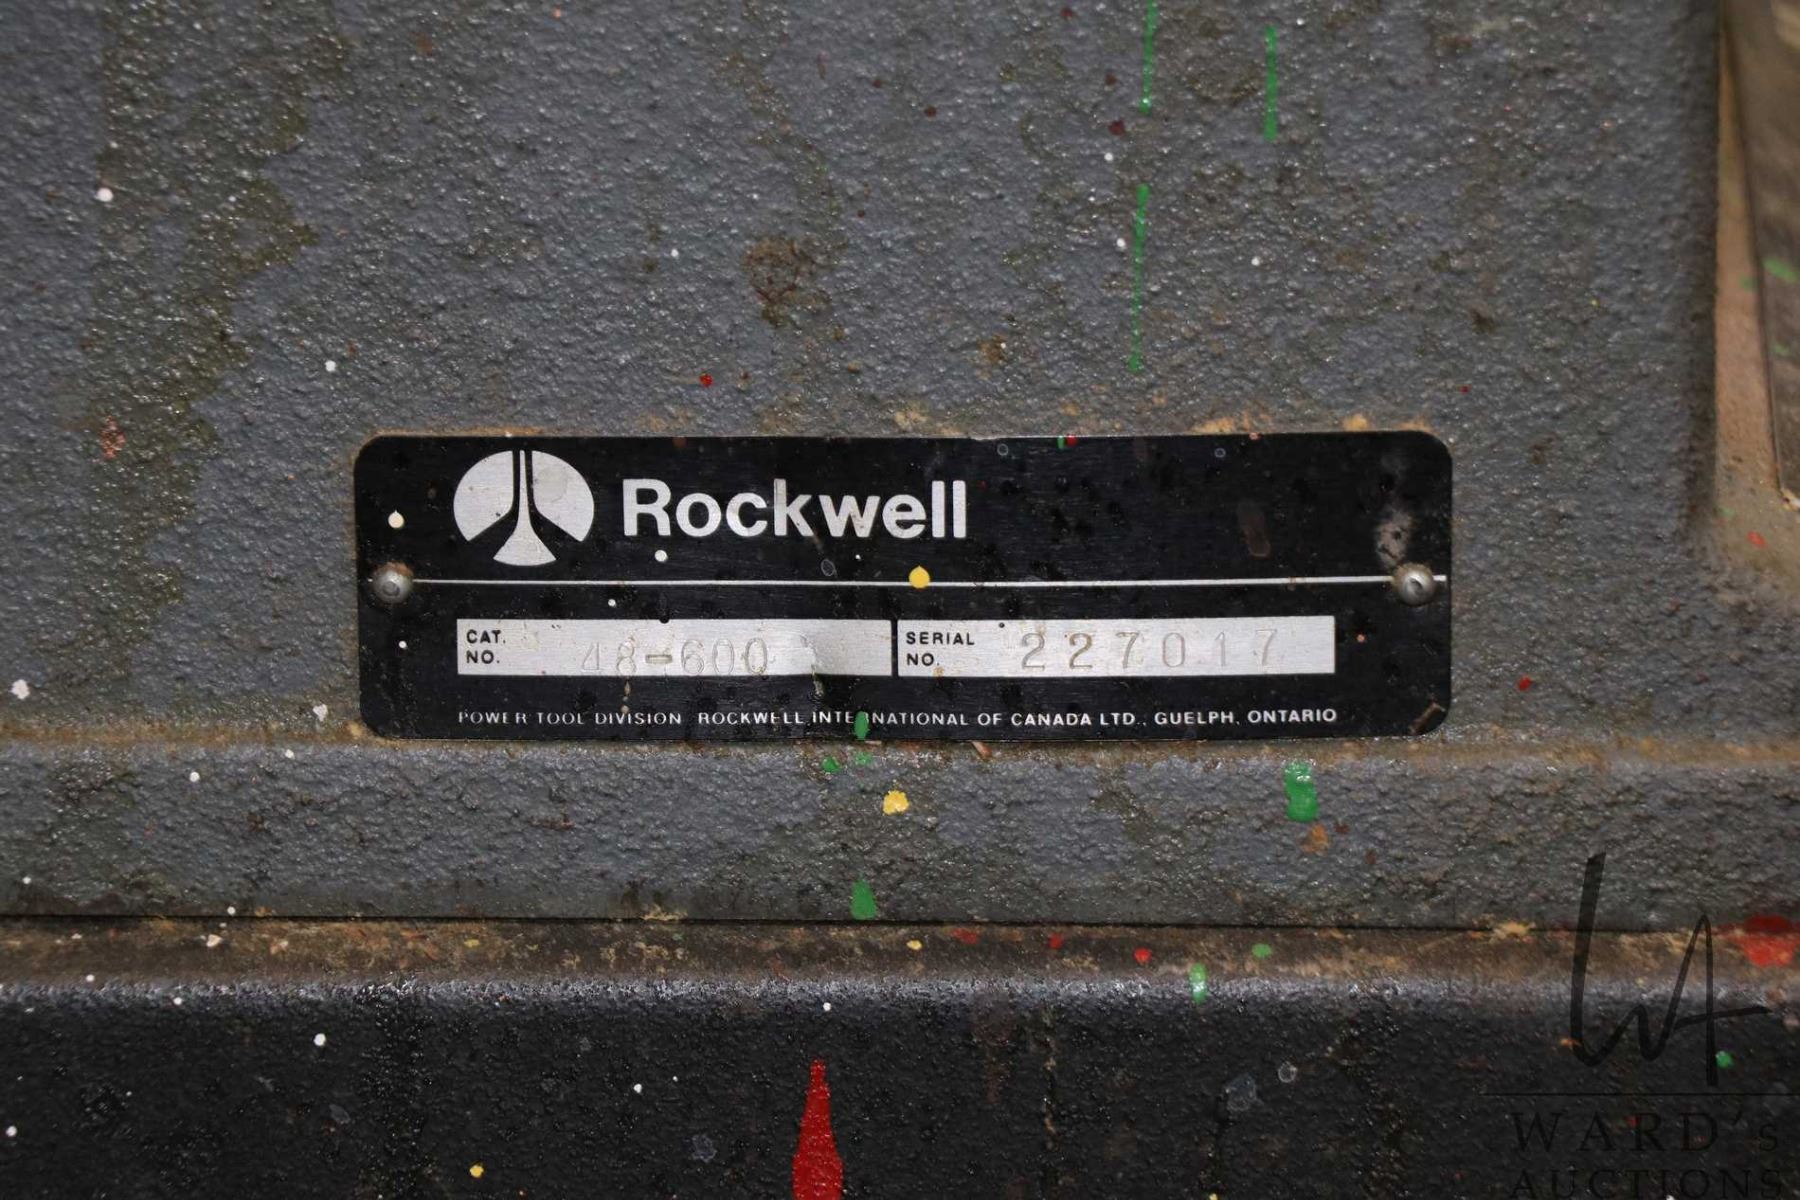 Rockwell
CAT. NO. 48-600
SERIAL NO. 227017
POWER TOOL DIVISION ROCKWELL INTERNATIONAL OF CANADA LTD., GUELPH, ONTARIO
WA
WARD's
AUCTIONS